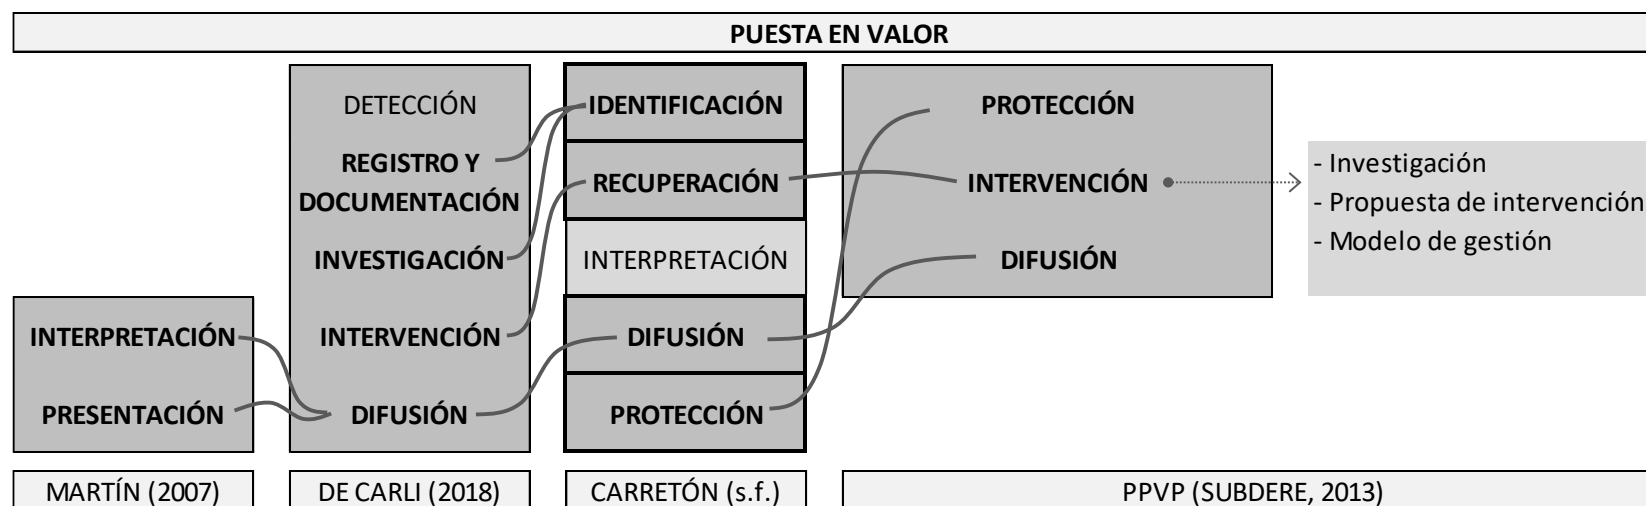 PUESTA EN VALOR
INTERPRETACIÓN
PRESENTACIÓN
MARTÍN (2007)
DETECCIÓN
REGISTRO Y
DOCUMENTACIÓN
INVESTIGACIÓN
INTERVENCIÓN
DIFUSIÓN
DE CARLI (2018)
IDENTIFICACIÓN
RECUPERACIÓN
INTERPRETACIÓN
DIFUSIÓN
PROTECCIÓN
CARRETÓN (s.f.)
PROTECCIÓN
INTERVENCIÓN
DIFUSIÓN
- Investigación
- Propuesta de intervención
- Modelo de gestión
PPVP (SUBDERE, 2013)